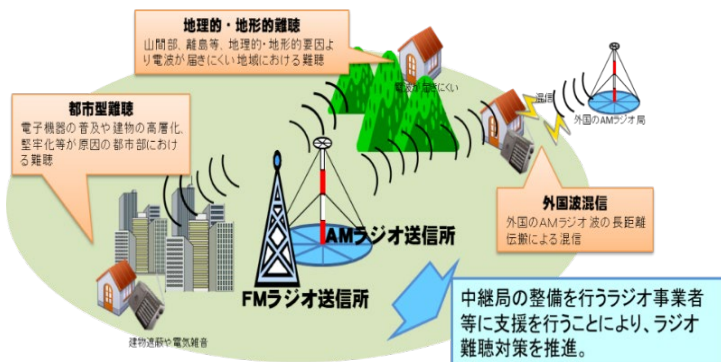 地理的・地形的難聴
山間部、離島等、地理的・地形的要因よ
り電波が届きにくい地域における難聴
電波が届きにくい
混信
外国のAMラジオ局
都市型難聴
電子機器の普及や建物の高層化、
堅牢化等が原因の都市部におけ
る難聴
外国波混信
外国のAMラジオ波の長距離
伝搬による混信
AMラジオ送信所
FMラジオ送信所
建物遮蔽や電気雑音
中継局の整備を行うラジオ事業者
等に支援を行うことにより、ラジオ
難聴対策を推進。